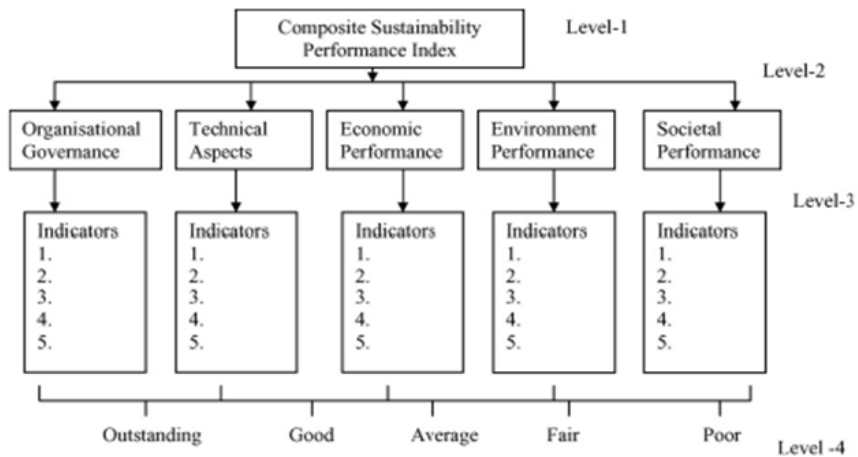 Composite Sustainability
Performance Index
Level-1
Level-2
Organisational
Governance
Technical
Aspects
Economic
Performance
Environment
Performance
Societal
Performance
Level-3
Indicators
1.
2.
3.
4.
5.
Indicators
1.
2.
3.
4.
5.
Indicators
1.
2.
3.
4.
5.
Indicators
1.
2.
3.
4.
5.
Indicators
1.
2.
3.
4.
5.
Outstanding
Good
Average
Fair
Poor
Level -4